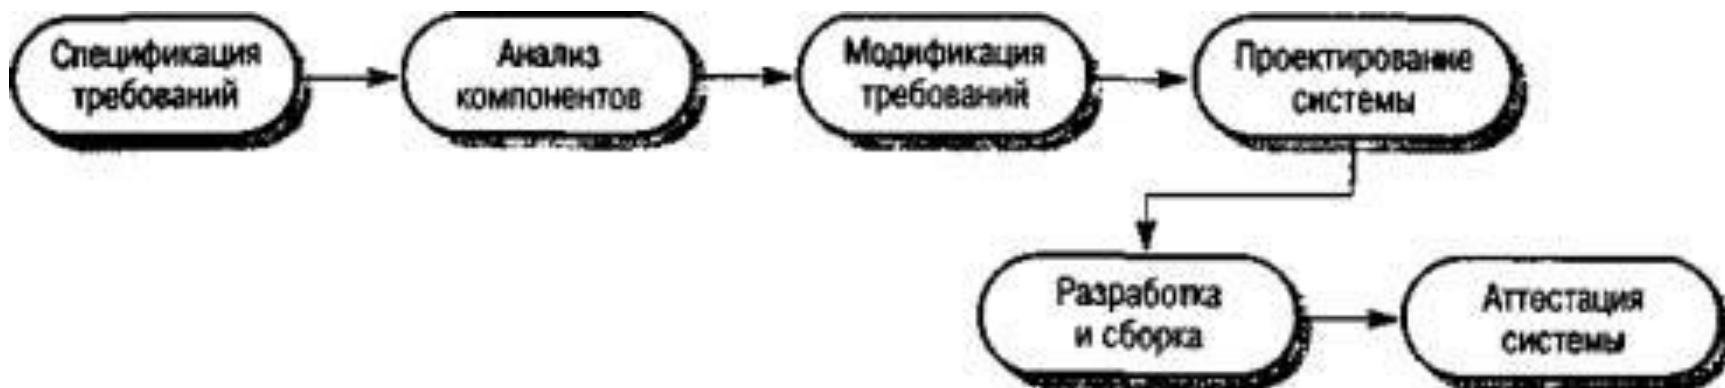 Спецификация
требований
Анализ
компонентов
Модификация
требований
Проектирование
системы
Разработка
и сборка
Аттестация
системы